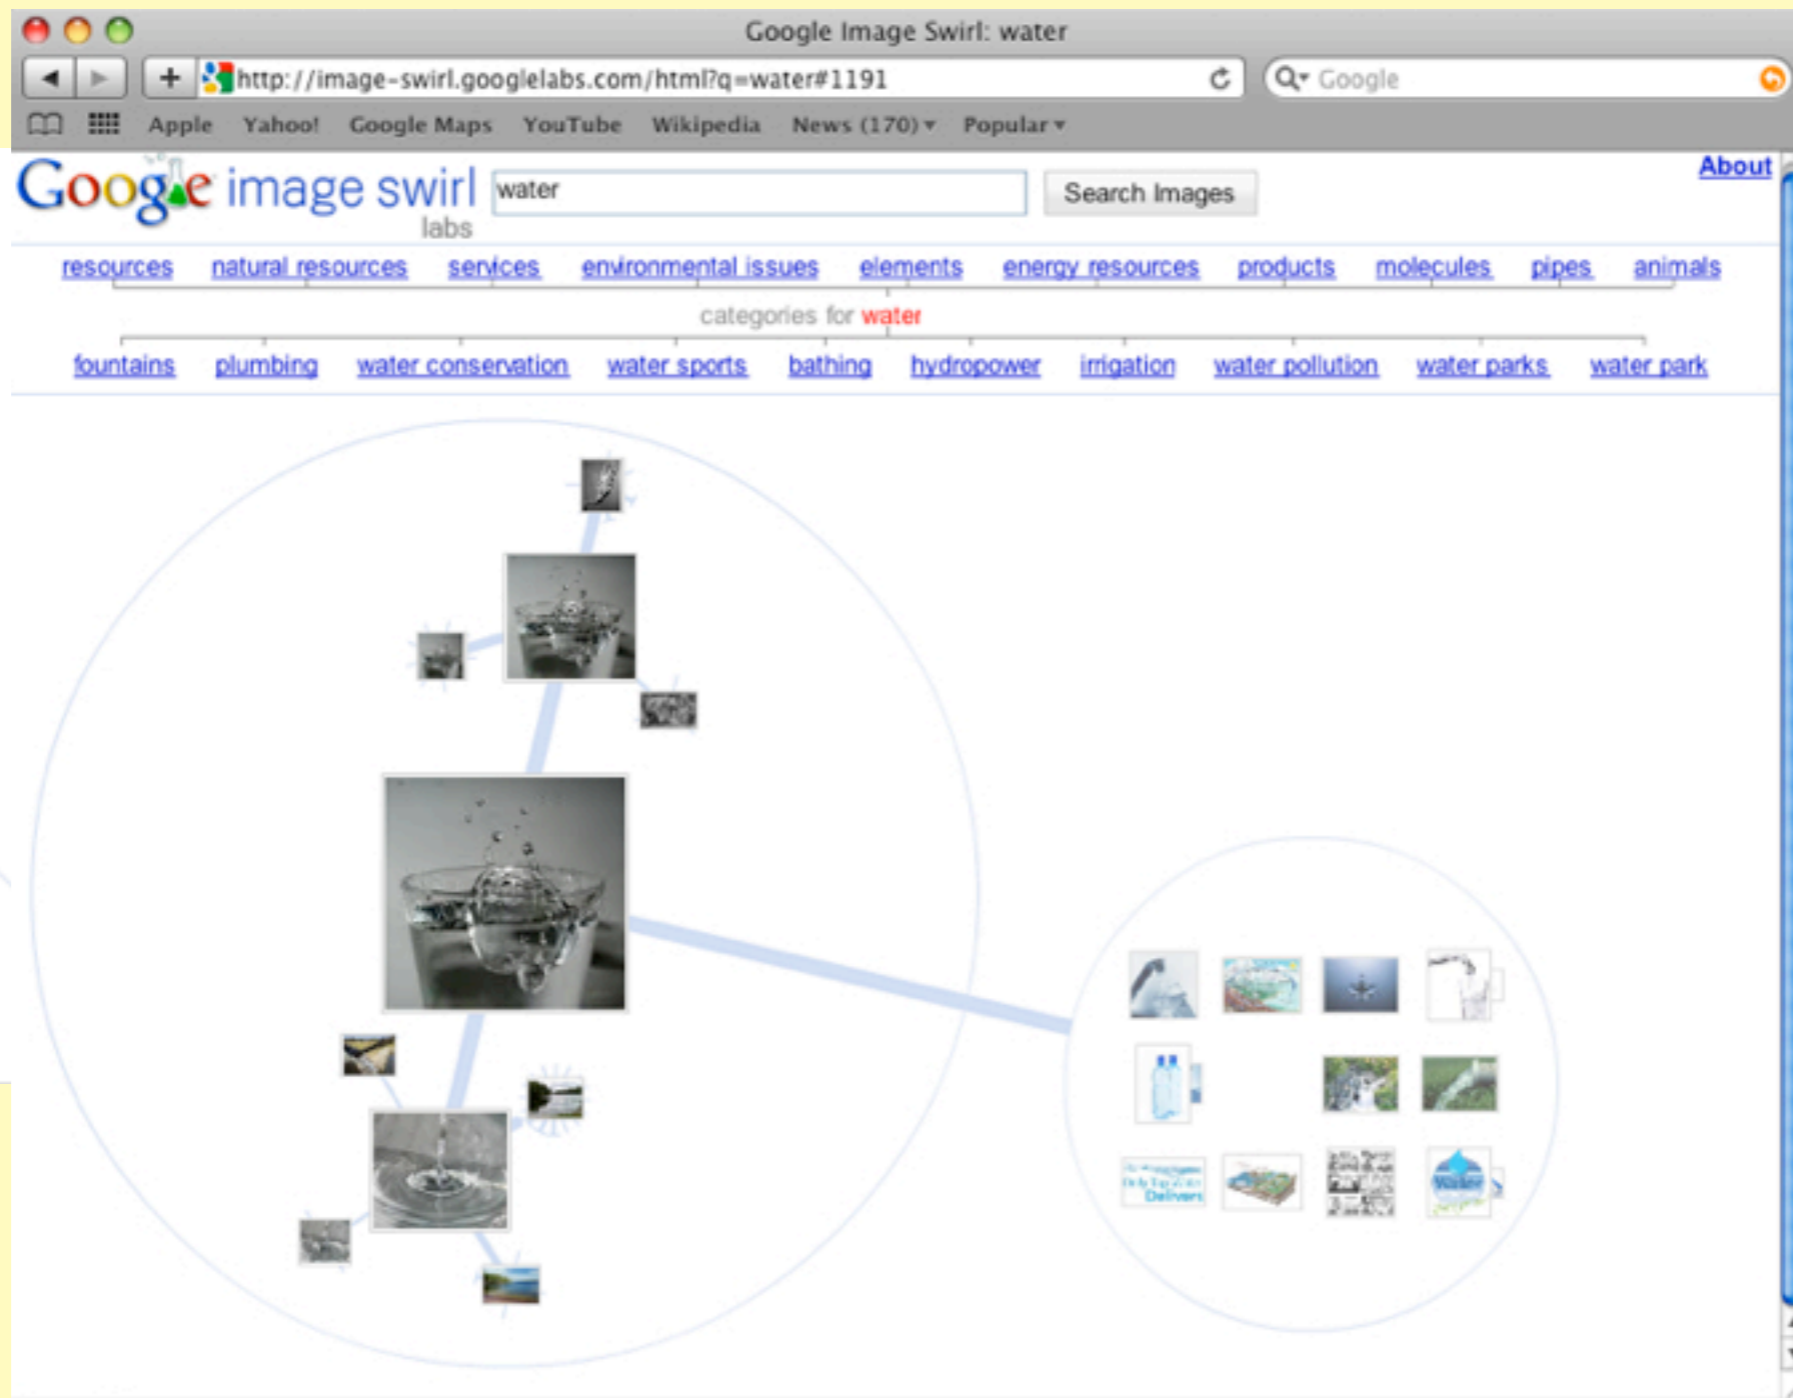 Google Image Swirl: water
http://image-swirl.googlelabs.com/html?q=water#1191
Google
Apple Yahoo! Google Maps YouTube Wikipedia News (170) Popular
About
Google image swirl water Search Images
labs
resources natural resources services environmental issues elements energy resources products molecules pipes animals
categories for water
fountains plumbing water conservation water sports bathing hydropower irrigation water pollution water parks water park
Delivers
Water